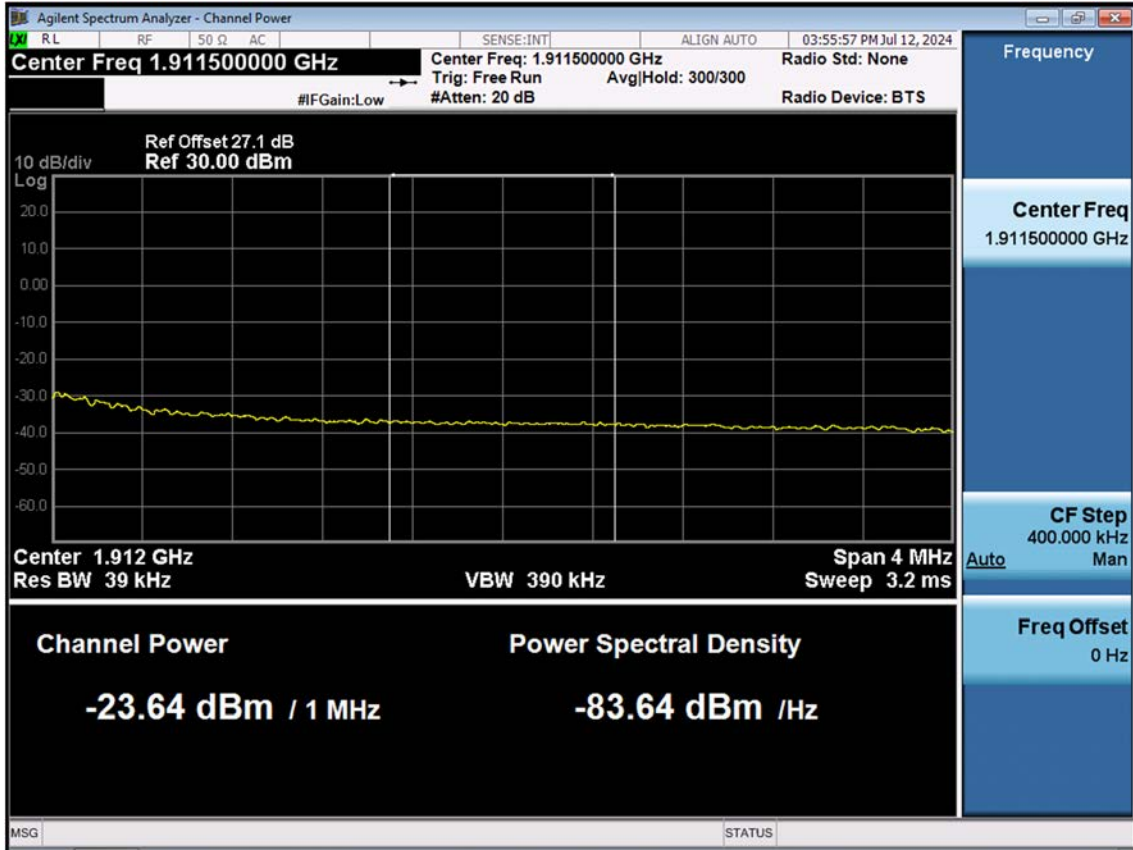 Agilent Spectrum Analyzer - Channel Power
LXI RL RF 50 Ω AC SENSE:INT ALIGN AUTO 03:55:57 PM Jul 12, 2024
Center Freq 1.911500000 GHz
#IFGain:Low
Center Freq: 1.911500000 GHz
Trig: Free Run Avg|Hold: 300/300
#Atten: 20 dB
Radio Std: None
Radio Device: BTS
Ref Offset 27.1 dB
10 dB/div Ref 30.00 dBm
Log
20.0
10.0
0.00
-10.0
-20.0
-30.0
-40.0
-50.0
-60.0
Center 1.912 GHz Span 4 MHz
Res BW 39 kHz VBW 390 kHz Sweep 3.2 ms
Channel Power Power Spectral Density
-23.64 dBm / 1 MHz -83.64 dBm /Hz
MSG STATUS
Frequency
Center Freq
1.911500000 GHz
CF Step
400.000 kHz
Auto Man
Freq Offset
0 Hz